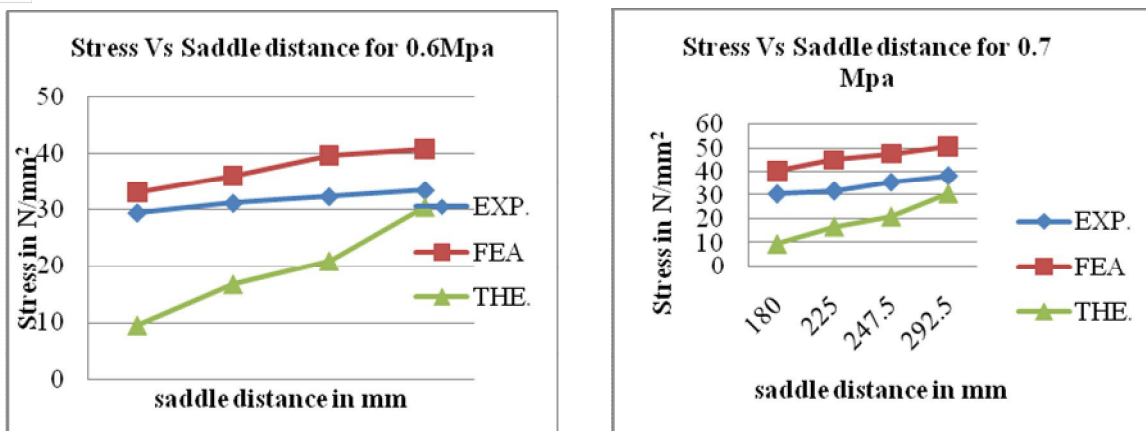 Stress Vs Saddle distance for 0.6Mpa
50
40
30
20
10
0
Stress in N/mm²
EXP.
FEA
THE.
saddle distance in mm
Stress Vs Saddle distance for 0.7
Mpa
60
50
40
30
20
10
0
Stress in N/mm²
180
225
247.5
292.5
EXP.
FEA
THE.
saddle distance in mm